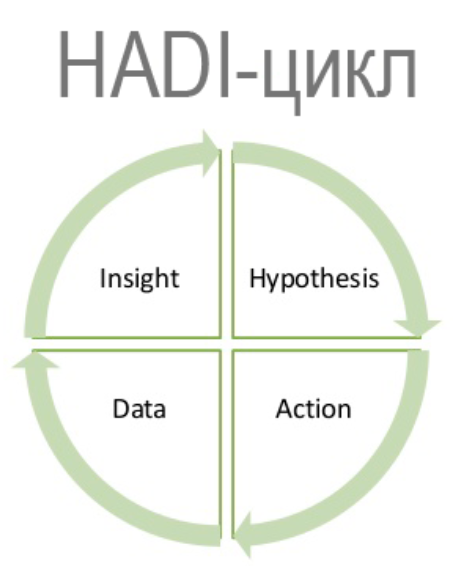 HADI-цикл
Insight
Hypothesis
Data
Action